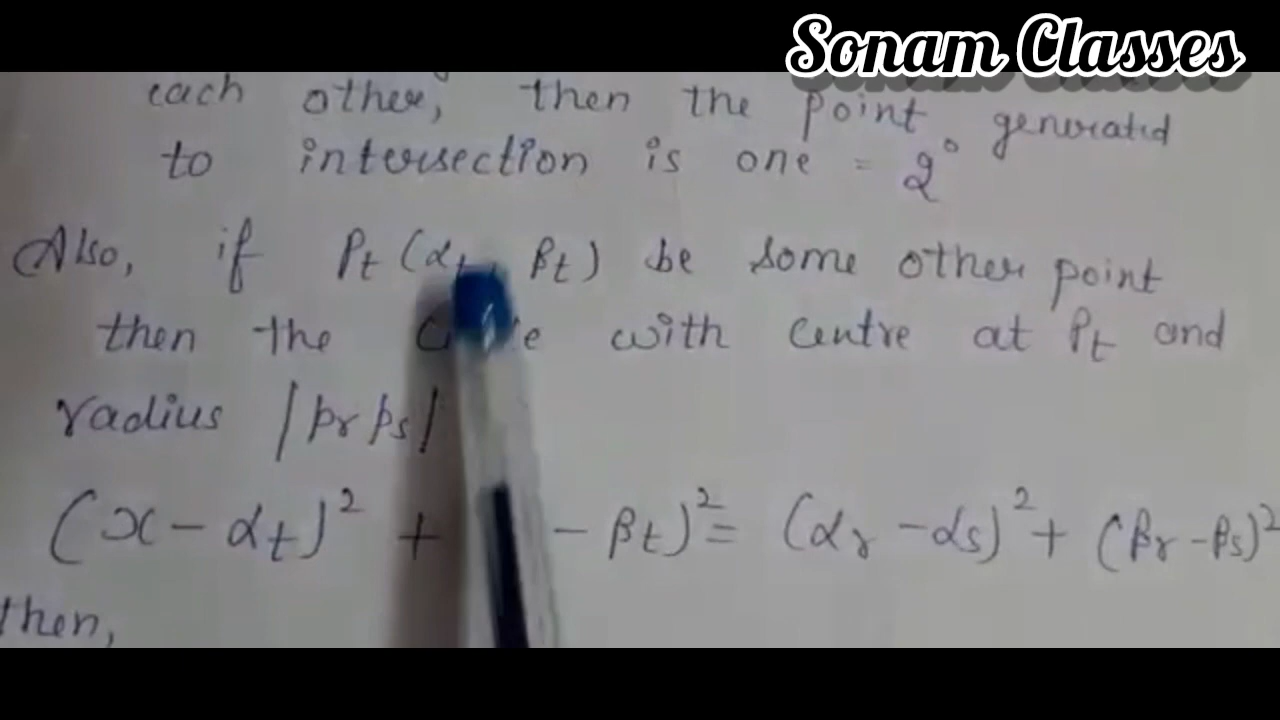 Sonam Classes
each other, then the point generated
to intersection is one = 2°
Also, if Pt (αt, βt) be some other point
then the with centre at Pt and
radius |pr ps|
(x - αt)² + - βt)² = (αr - αs)² + (βr - βs)²
then,